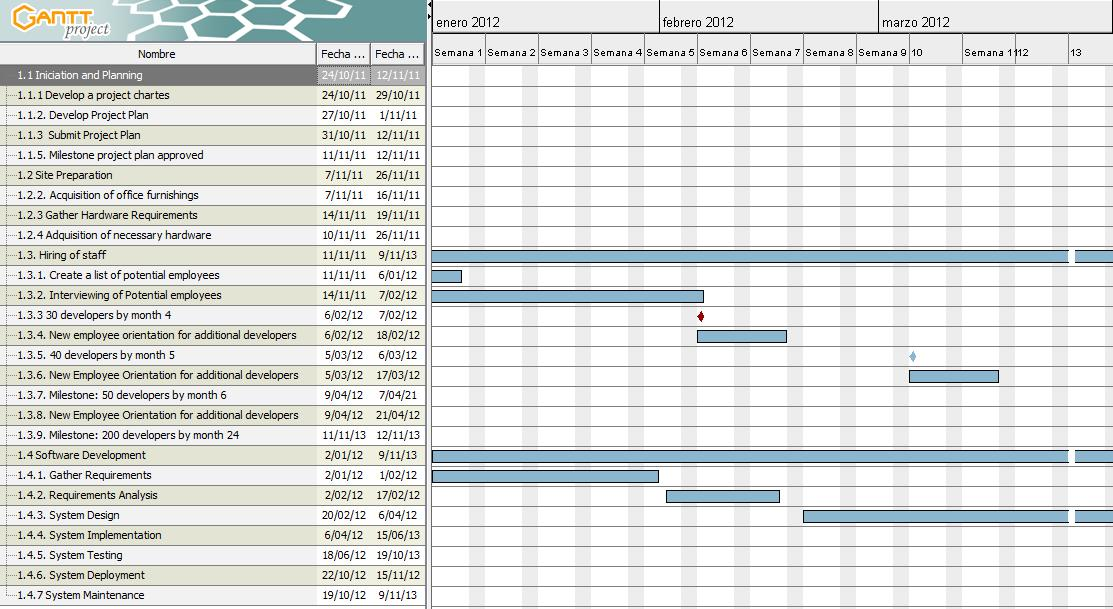 GANTT
project
enero 2012 febrero 2012 marzo 2012
Nombre Fecha ... Fecha ... Semana 1 Semana 2 Semana 3 Semana 4 Semana 5 Semana 6 Semana 7 Semana 8 Semana 9 10 Semana 11 12 13
1.1 Iniciation and Planning 24/10/11 12/11/11
1.1.1 Develop a project chartes 24/10/11 29/10/11
1.1.2. Develop Project Plan 27/10/11 1/11/11
1.1.3 Submit Project Plan 31/10/11 12/11/11
1.1.5. Milestone project plan approved 11/11/11 12/11/11
1.2 Site Preparation 7/11/11 26/11/11
1.2.2. Acquisition of office furnishings 7/11/11 16/11/11
1.2.3 Gather Hardware Requirements 14/11/11 19/11/11
1.2.4 Adquisition of necessary hardware 10/11/11 26/11/11
1.3. Hiring of staff 11/11/11 9/11/13
1.3.1. Create a list of potential employees 11/11/11 6/01/12
1.3.2. Interviewing of Potential employees 14/11/11 7/02/12
1.3.3 30 developers by month 4 6/02/12 7/02/12
1.3.4. New employee orientation for additional developers 6/02/12 18/02/12
1.3.5. 40 developers by month 5 5/03/12 6/03/12
1.3.6. New Employee Orientation for additional developers 5/03/12 17/03/12
1.3.7. Milestone: 50 developers by month 6 9/04/12 7/04/21
1.3.8. New Employee Orientation for additional developers 9/04/12 21/04/12
1.3.9. Milestone: 200 developers by month 24 11/11/13 12/11/13
1.4 Software Development 2/01/12 9/11/13
1.4.1. Gather Requirements 2/01/12 1/02/12
1.4.2. Requirements Analysis 2/02/12 17/02/12
1.4.3. System Design 20/02/12 6/04/12
1.4.4. System Implementation 6/04/12 15/06/13
1.4.5. System Testing 18/06/12 19/10/13
1.4.6. System Deployment 22/10/12 15/11/12
1.4.7 System Maintenance 19/10/12 9/11/13